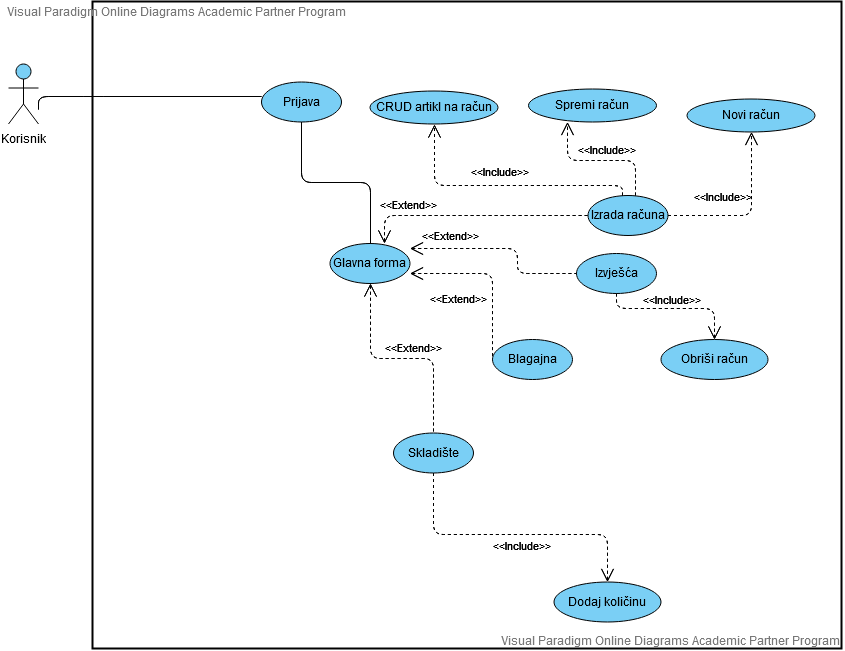 Visual Paradigm Online Diagrams Academic Partner Program
Korisnik
Prijava
CRUD artikl na račun
Spremi račun
Novi račun
<<Include>>
<<Include>>
<<Include>>
<<Extend>>
Izrada računa
<<Extend>>
Glavna forma
Izvješća
<<Extend>>
<<Include>>
<<Extend>>
Blagajna
Obriši račun
Skladište
<<Include>>
Dodaj količinu
Visual Paradigm Online Diagrams Academic Partner Program